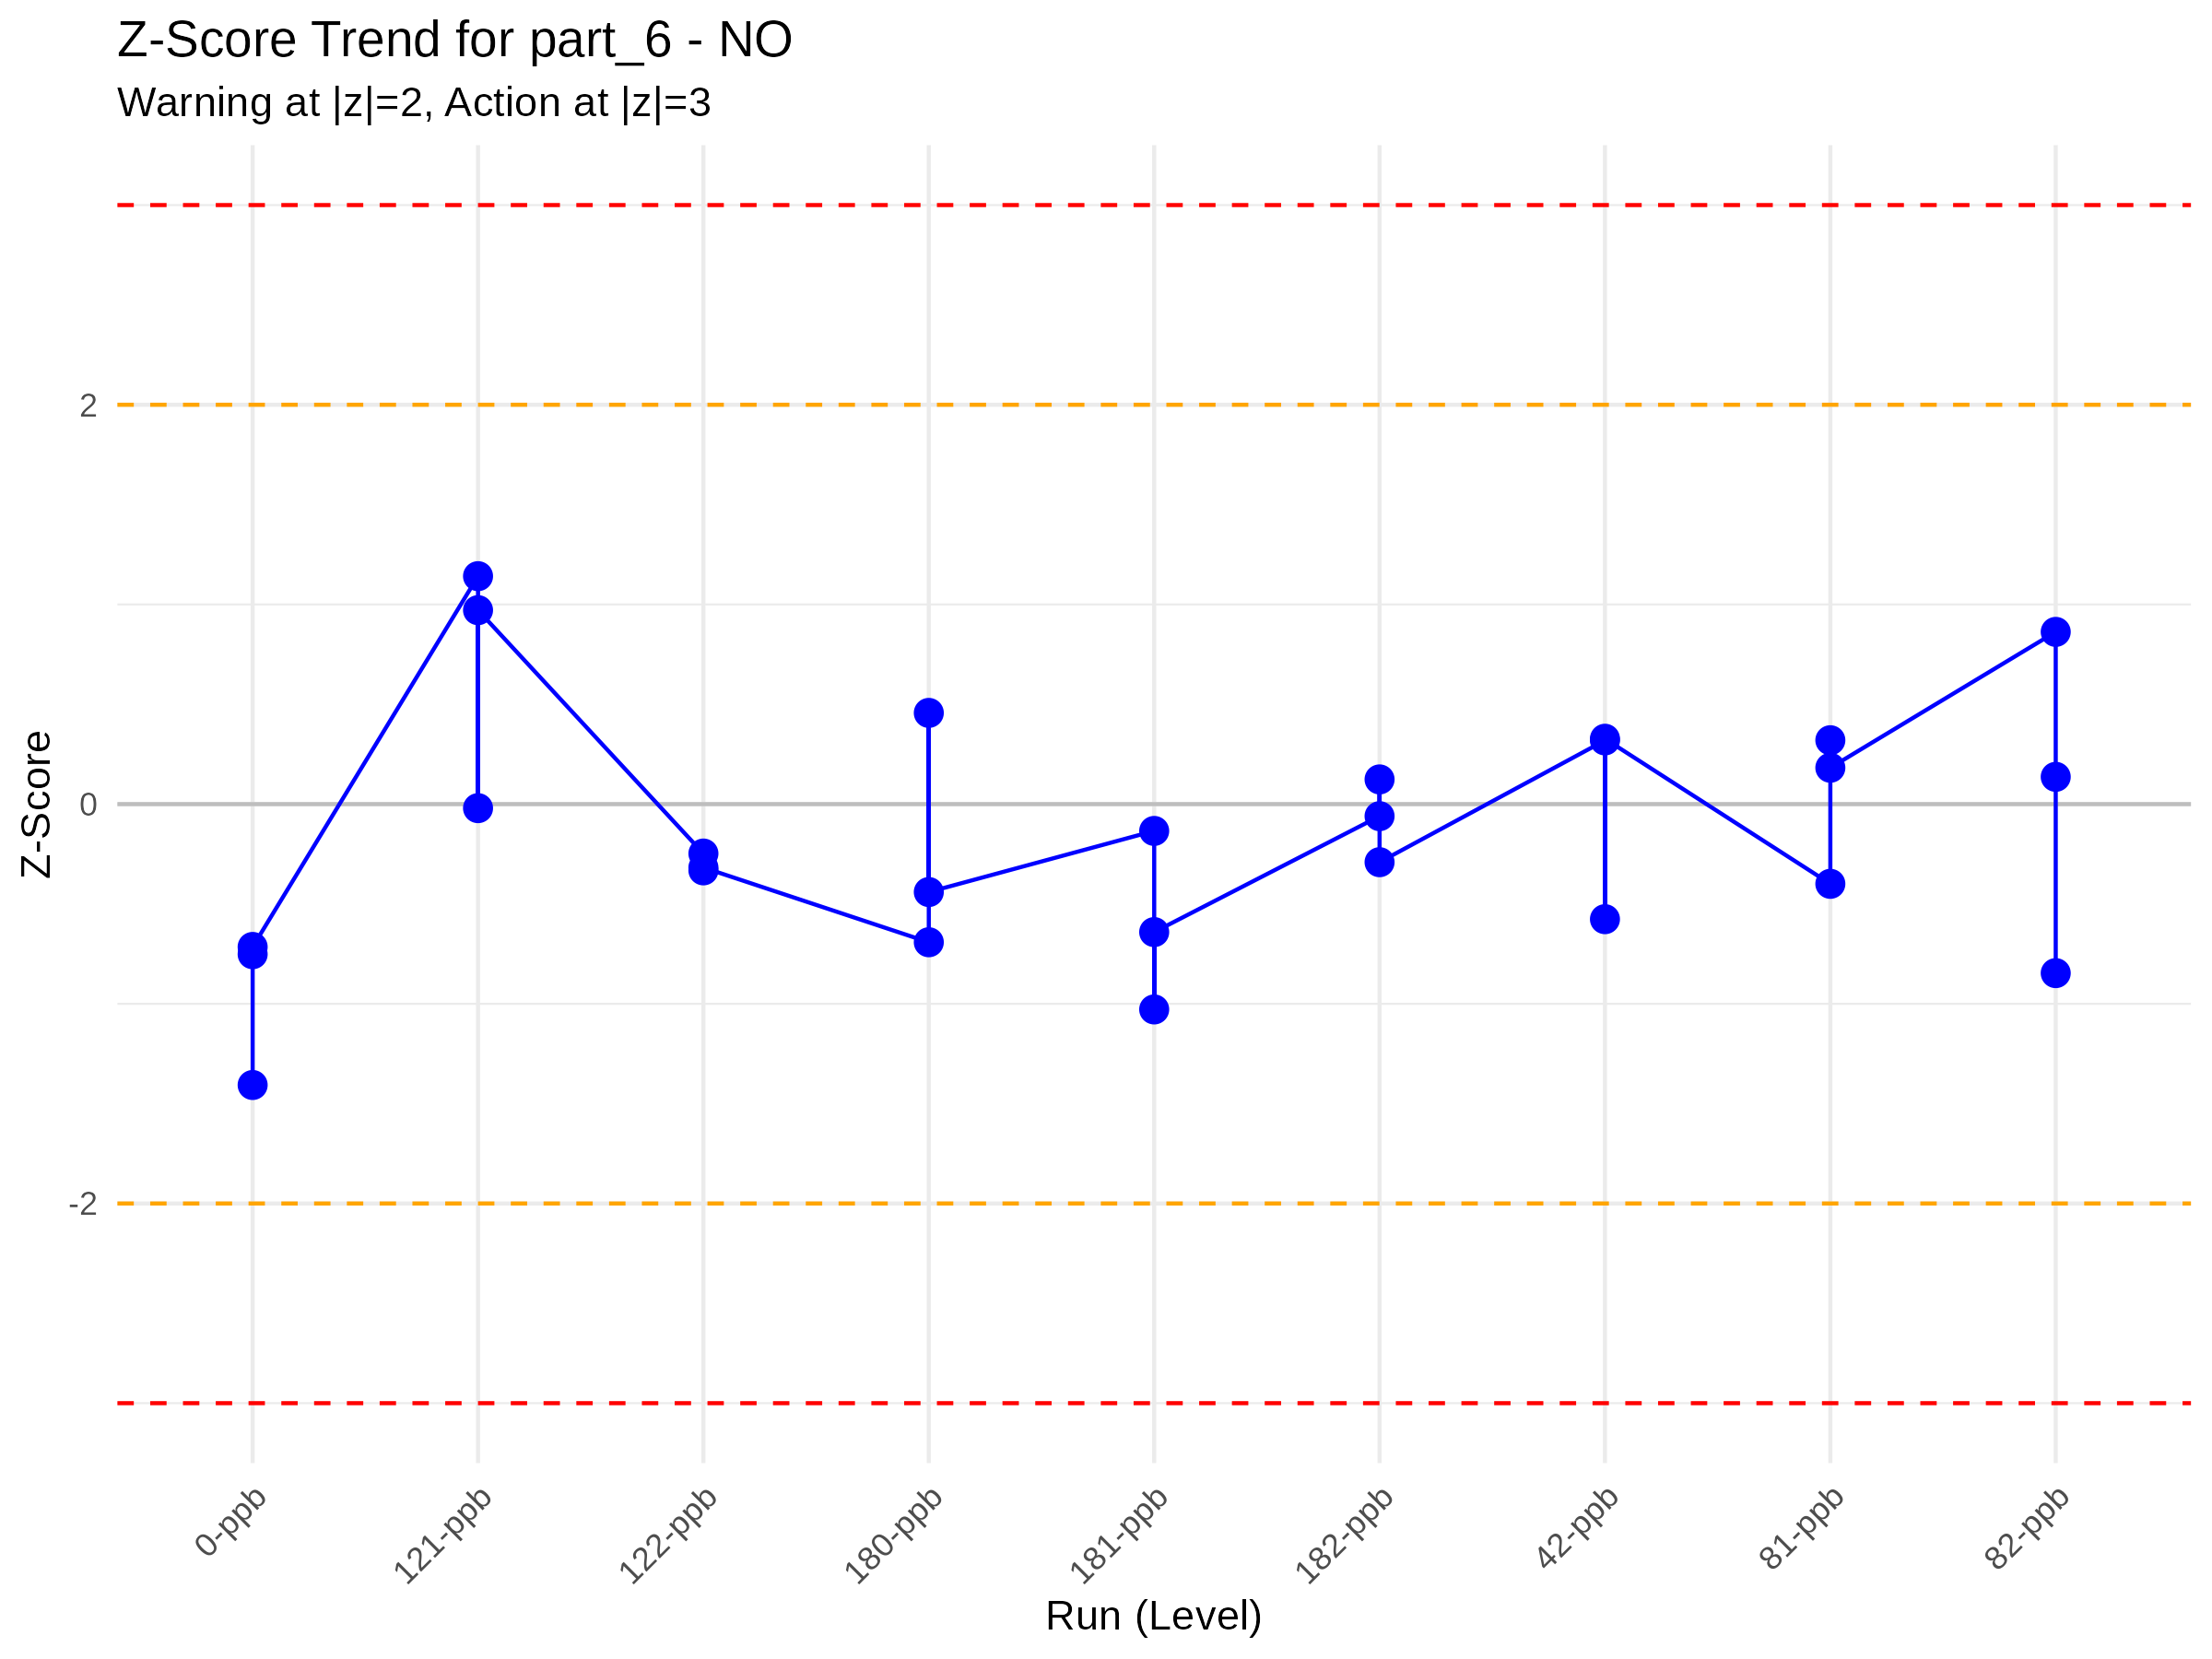 Z-Score Trend for part_6 - NO
Warning at |z|=2, Action at |z|=3
Z-Score
2
0
-2
0-ppb
121-ppb
122-ppb
180-ppb
181-ppb
182-ppb
42-ppb
81-ppb
82-ppb
Run (Level)